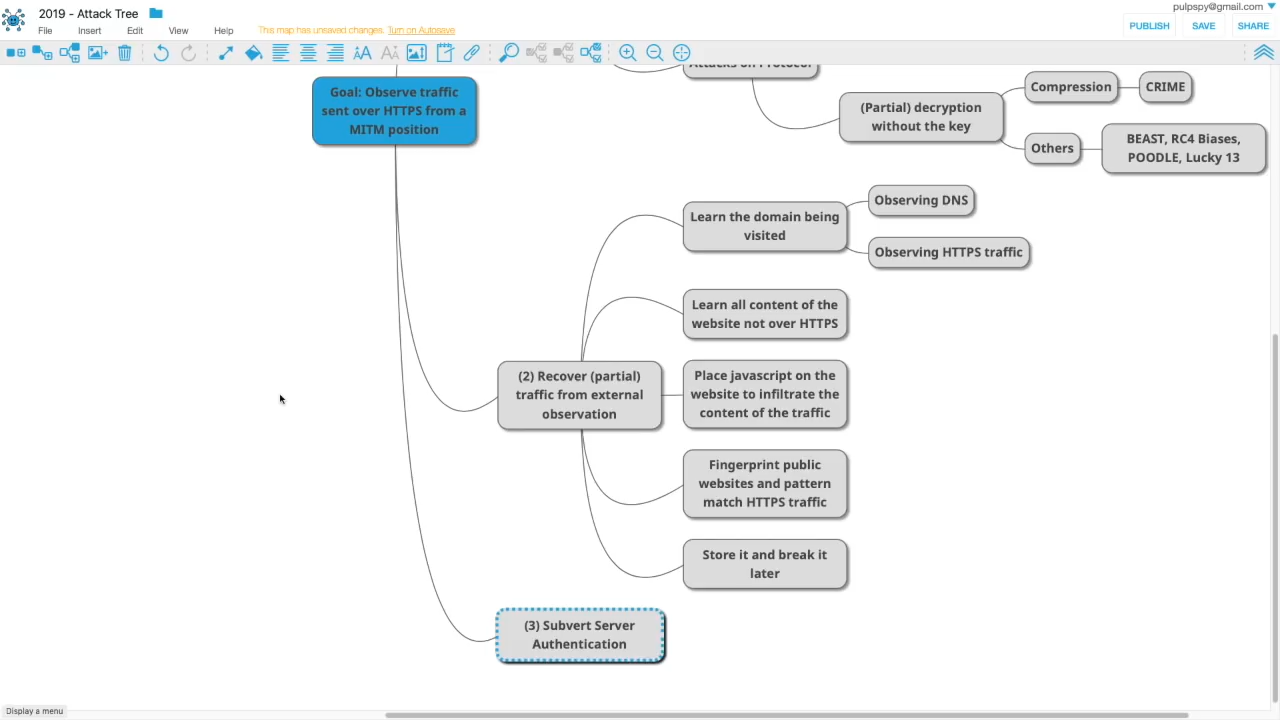 2019 - Attack Tree
pulpspy@gmail.com
File
Insert
Edit
View
Help
This map has unsaved changes. Turn on Autosave
PUBLISH
SAVE
SHARE
Attacks on Protocol
Goal: Observe traffic
sent over HTTPS from a
MITM position
(Partial) decryption
without the key
Compression
CRIME
Others
BEAST, RC4 Biases,
POODLE, Lucky 13
Learn the domain being
visited
Observing DNS
Observing HTTPS traffic
Learn all content of the
website not over HTTPS
(2) Recover (partial)
traffic from external
observation
Place javascript on the
website to infiltrate the
content of the traffic
Fingerprint public
websites and pattern
match HTTPS traffic
Store it and break it
later
(3) Subvert Server
Authentication
Display a menu